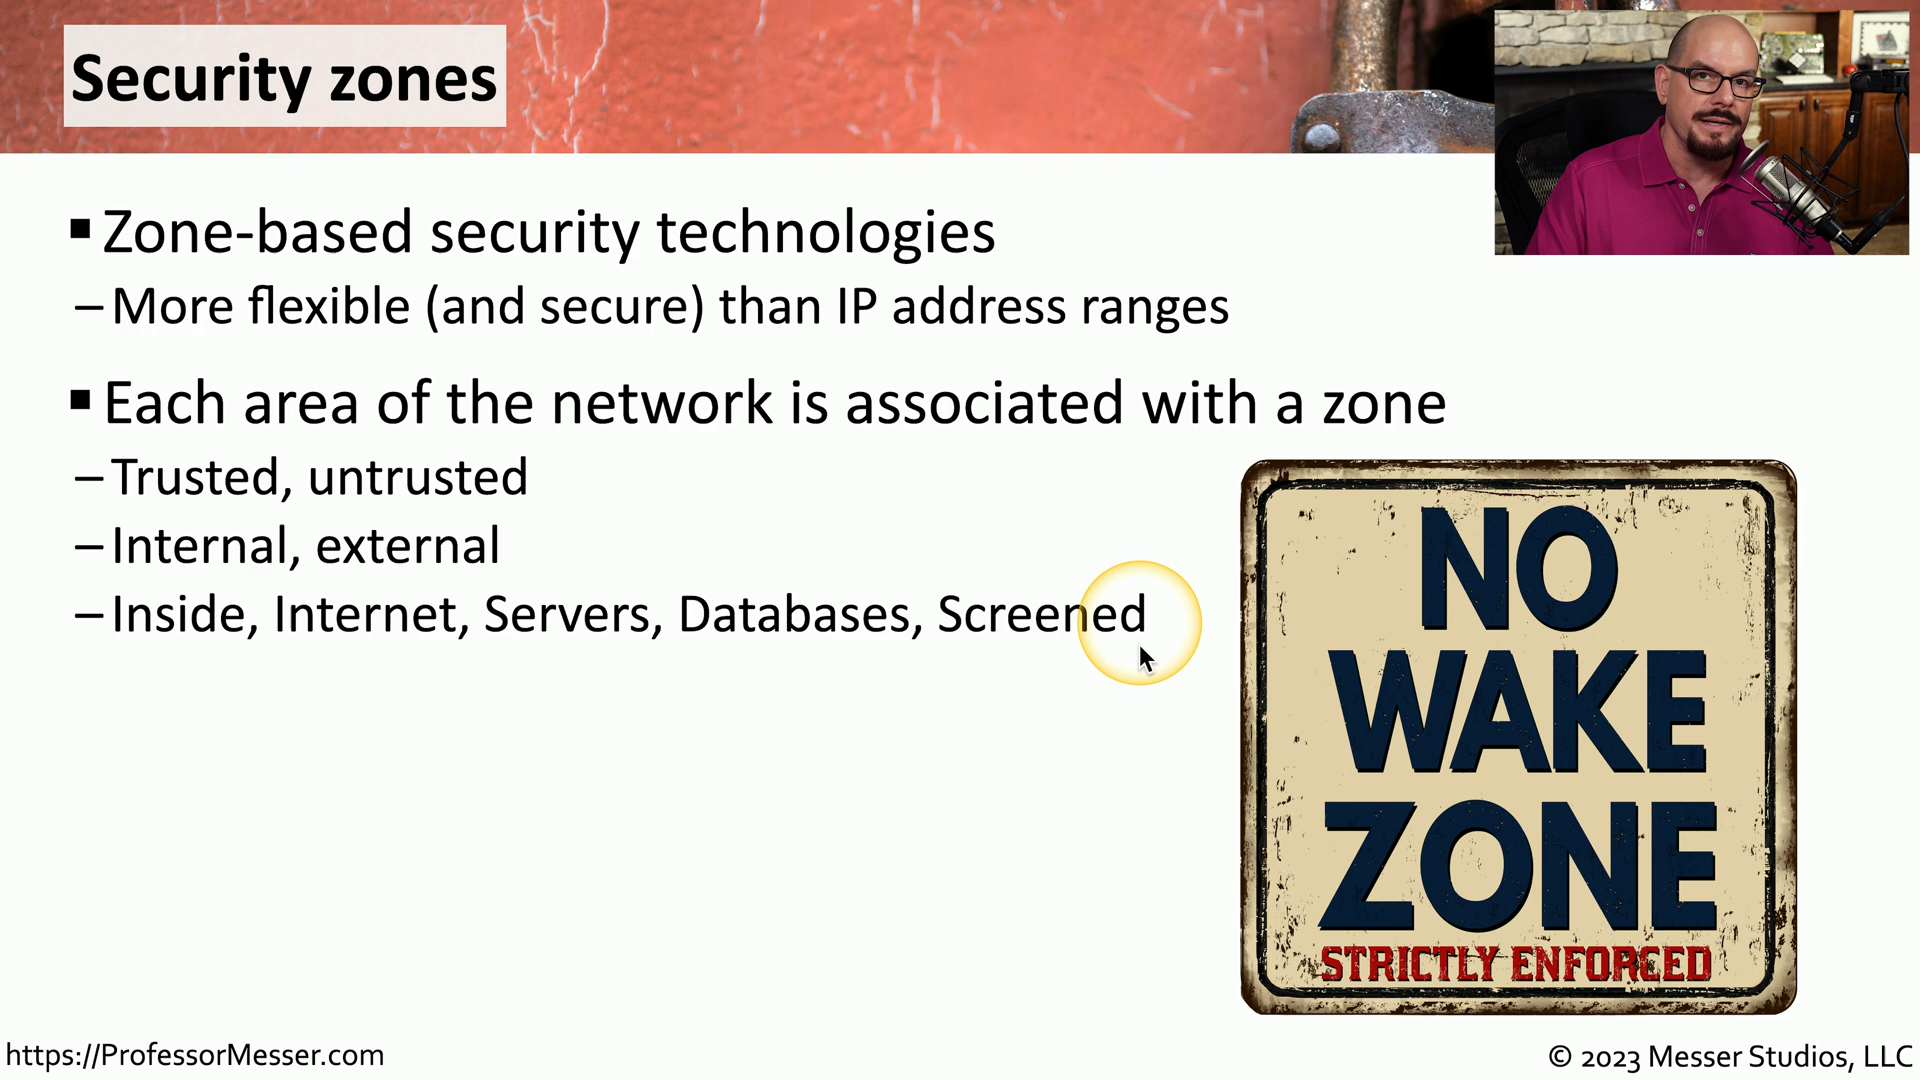 Security zones
▪ Zone-based security technologies
– More flexible (and secure) than IP address ranges
▪ Each area of the network is associated with a zone
– Trusted, untrusted
– Internal, external
– Inside, Internet, Servers, Databases, Screened
NO
WAKE
ZONE
STRICTLY ENFORCED
https://ProfessorMesser.com
© 2023 Messer Studios, LLC